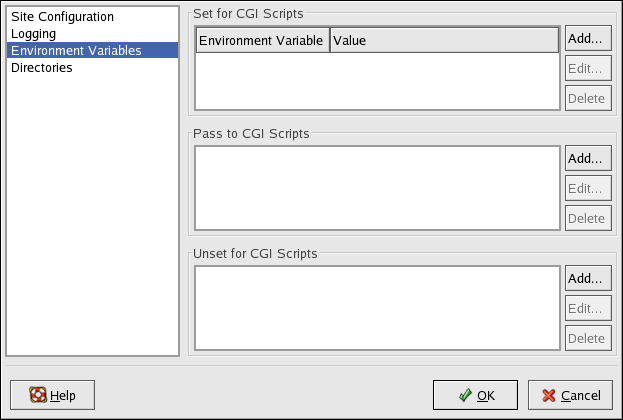 Site Configuration
Logging
Environment Variables
Directories
Set for CGI Scripts
Environment Variable Value
Add...
Edit...
Delete
Pass to CGI Scripts
Add...
Edit...
Delete
Unset for CGI Scripts
Add...
Edit...
Delete
Help
OK
Cancel